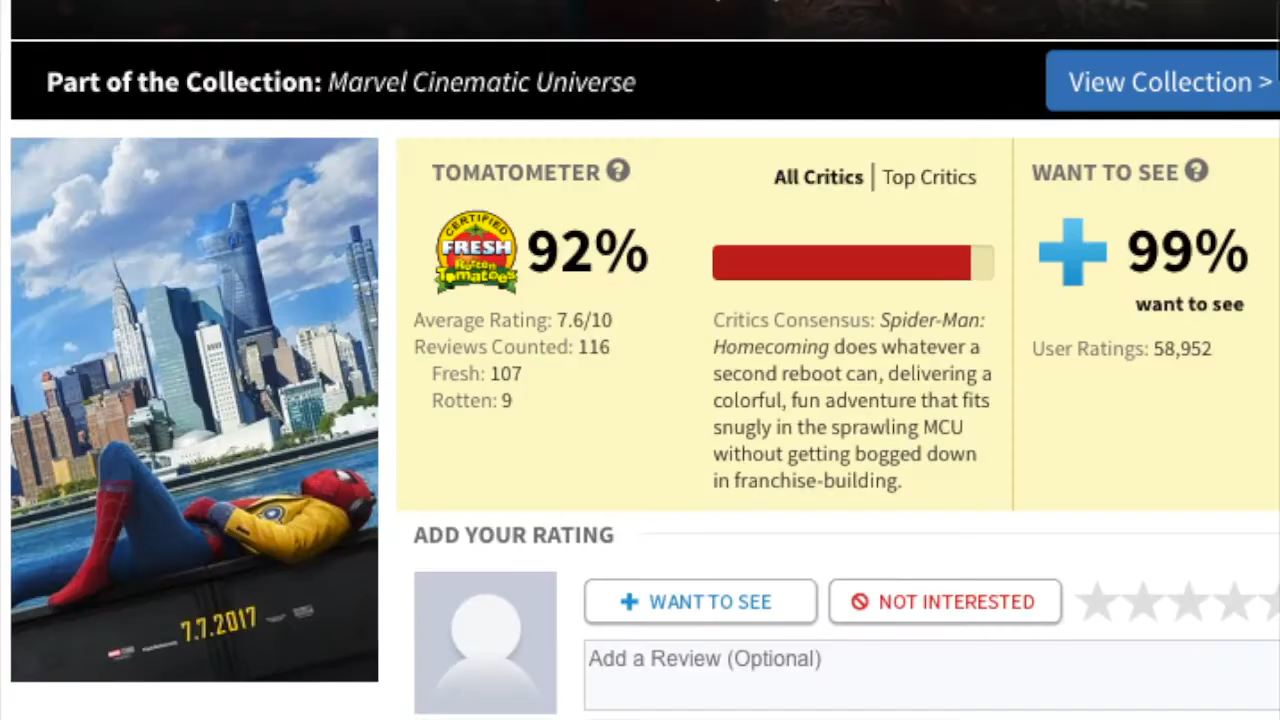 Part of the Collection: Marvel Cinematic Universe
View Collection >
TOMATOMETER
All Critics | Top Critics
CERTIFIED
FRESH
Rotten
Tomatoes
92%
Average Rating: 7.6/10
Reviews Counted: 116
Fresh: 107
Rotten: 9
Critics Consensus: Spider-Man:
Homecoming does whatever a
second reboot can, delivering a
colorful, fun adventure that fits
snugly in the sprawling MCU
without getting bogged down
in franchise-building.
WANT TO SEE
99%
want to see
User Ratings: 58,952
7.7.2017
ADD YOUR RATING
WANT TO SEE
NOT INTERESTED
Add a Review (Optional)